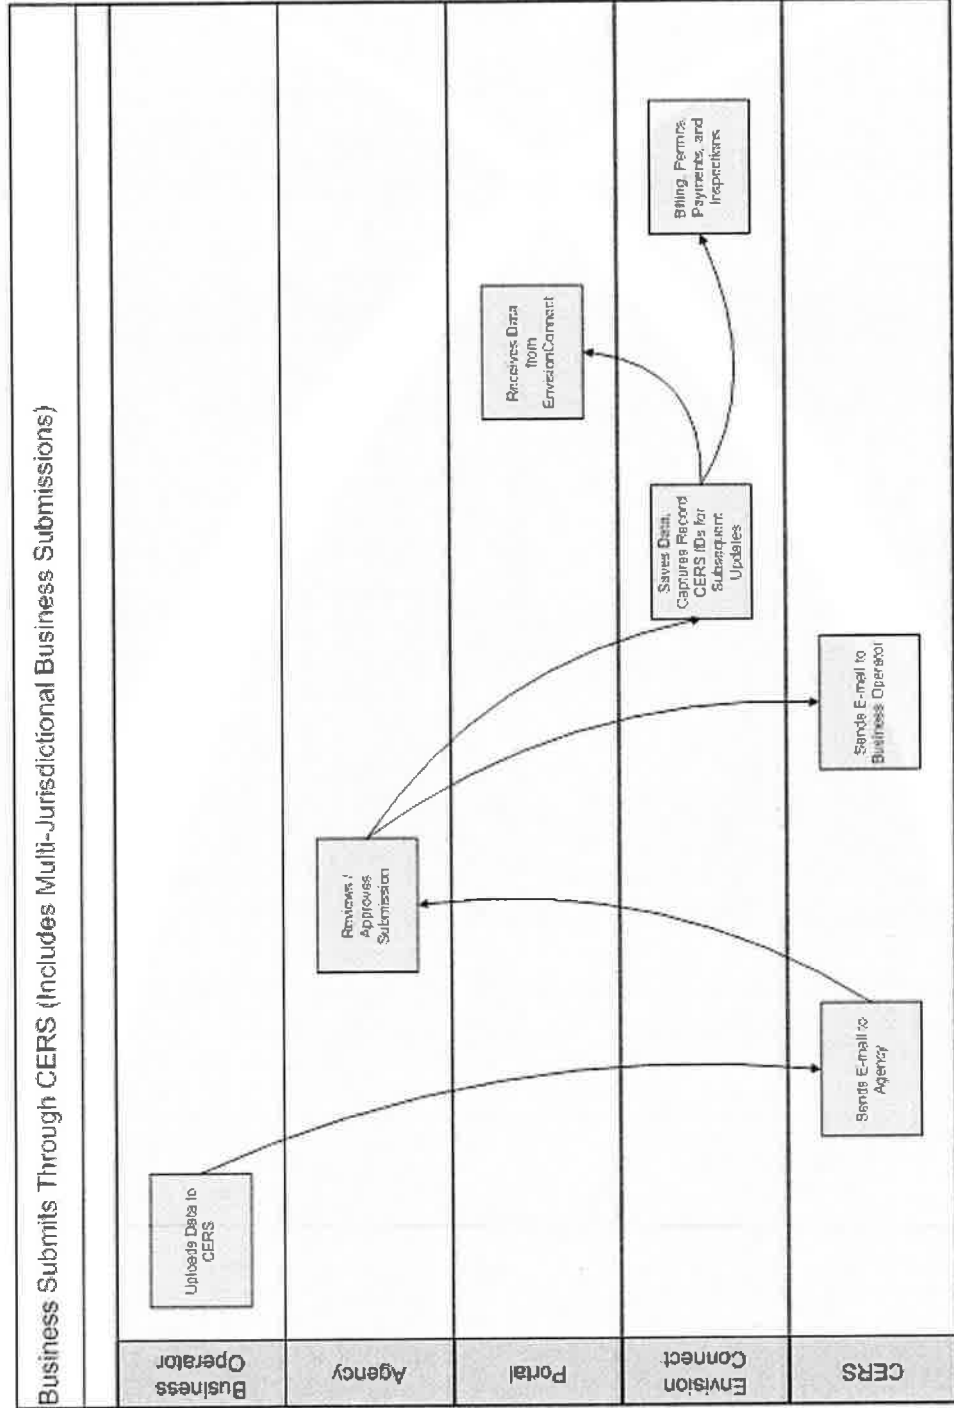 Business Submits Through CERS (Includes Multi-Jurisdictional Business Submissions)
Business
Operator
Uploads Data to
CERS
Agency
Reviews /
Approves
Submission
Portal
Receives Data
from
EnvisionConnect
Envision
Connect
Saves Data,
Captures Record
CERS IDs for
Subsequent
Updates
Billing, Permits,
Payments, and
Inspections
CERS
Sends E-mail to
Agency
Sends E-mail to
Business Operator